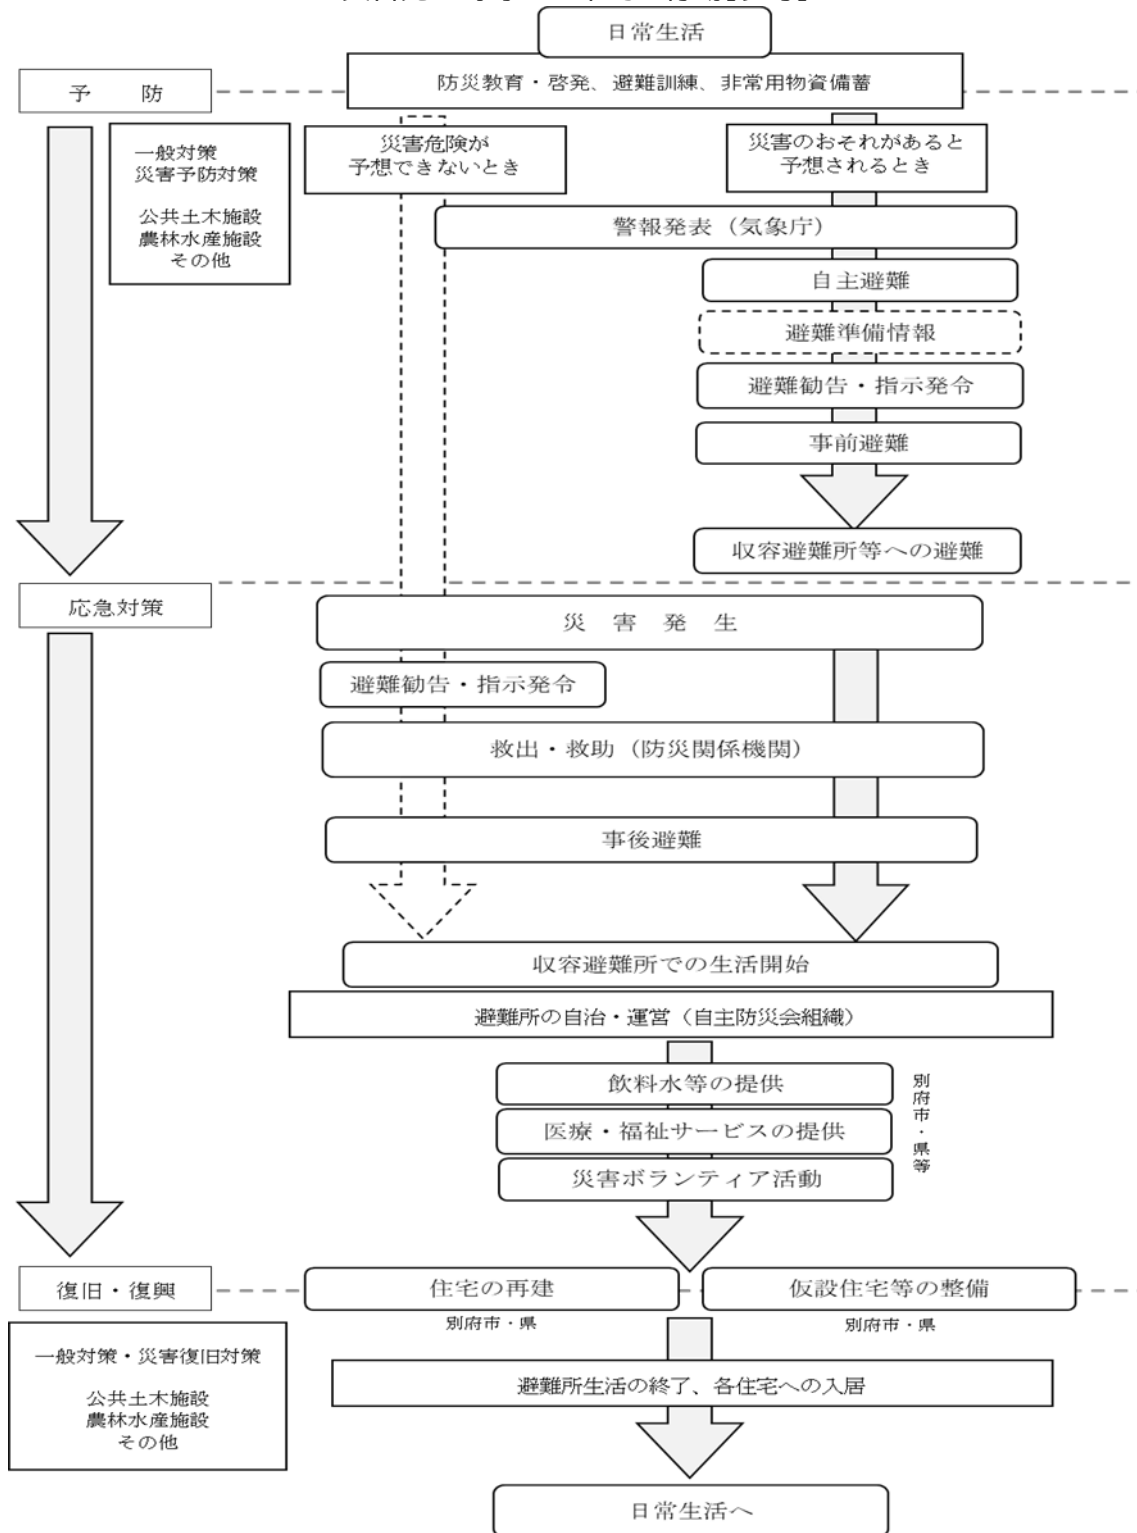 日常生活
防災教育・啓発、避難訓練、非常用物資備蓄
予　　防
一般対策
災害予防対策
公共土木施設
農林水産施設
その他
災害危険が
予想できないとき
災害のおそれがあると
予想されるとき
警報発表（気象庁）
自主避難
避難準備情報
避難勧告・指示発令
事前避難
収容避難所等への避難
応急対策
災　害　発　生
避難勧告・指示発令
救出・救助（防災関係機関）
事後避難
収容避難所での生活開始
避難所の自治・運営（自主防災会組織）
飲料水等の提供
医療・福祉サービスの提供
災害ボランティア活動
別府市・県等
復旧・復興
住宅の再建
仮設住宅等の整備
別府市・県
別府市・県
一般対策・災害復旧対策
公共土木施設
農林水産施設
その他
避難所生活の終了、各住宅への入居
日常生活へ